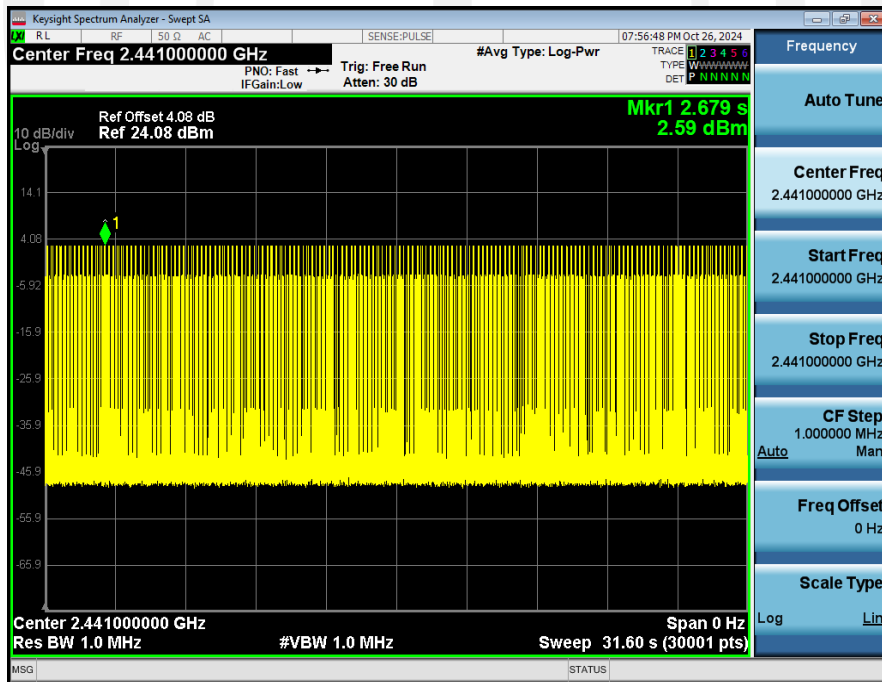 Keysight Spectrum Analyzer - Swept SA
LXI RL RF 50 Ω AC SENSE:PULSE 07:56:48 PM Oct 26, 2024
Center Freq 2.441000000 GHz
PNO: Fast
IFGain:Low
Trig: Free Run
Atten: 30 dB
#Avg Type: Log-Pwr
TRACE 1 2 3 4 5 6
TYPE WWWWWW
DET P N N N N N
Mkr1 2.679 s
2.59 dBm
Ref Offset 4.08 dB
10 dB/div Ref 24.08 dBm
Log
1
14.1
4.08
-5.92
-15.9
-25.9
-35.9
-45.9
-55.9
-65.9
Center 2.441000000 GHz Span 0 Hz
Res BW 1.0 MHz #VBW 1.0 MHz Sweep 31.60 s (30001 pts)
MSG STATUS
Frequency
Auto Tune
Center Freq
2.441000000 GHz
Start Freq
2.441000000 GHz
Stop Freq
2.441000000 GHz
CF Step
1.000000 MHz
Auto Man
Freq Offset
0 Hz
Scale Type
Log Lin